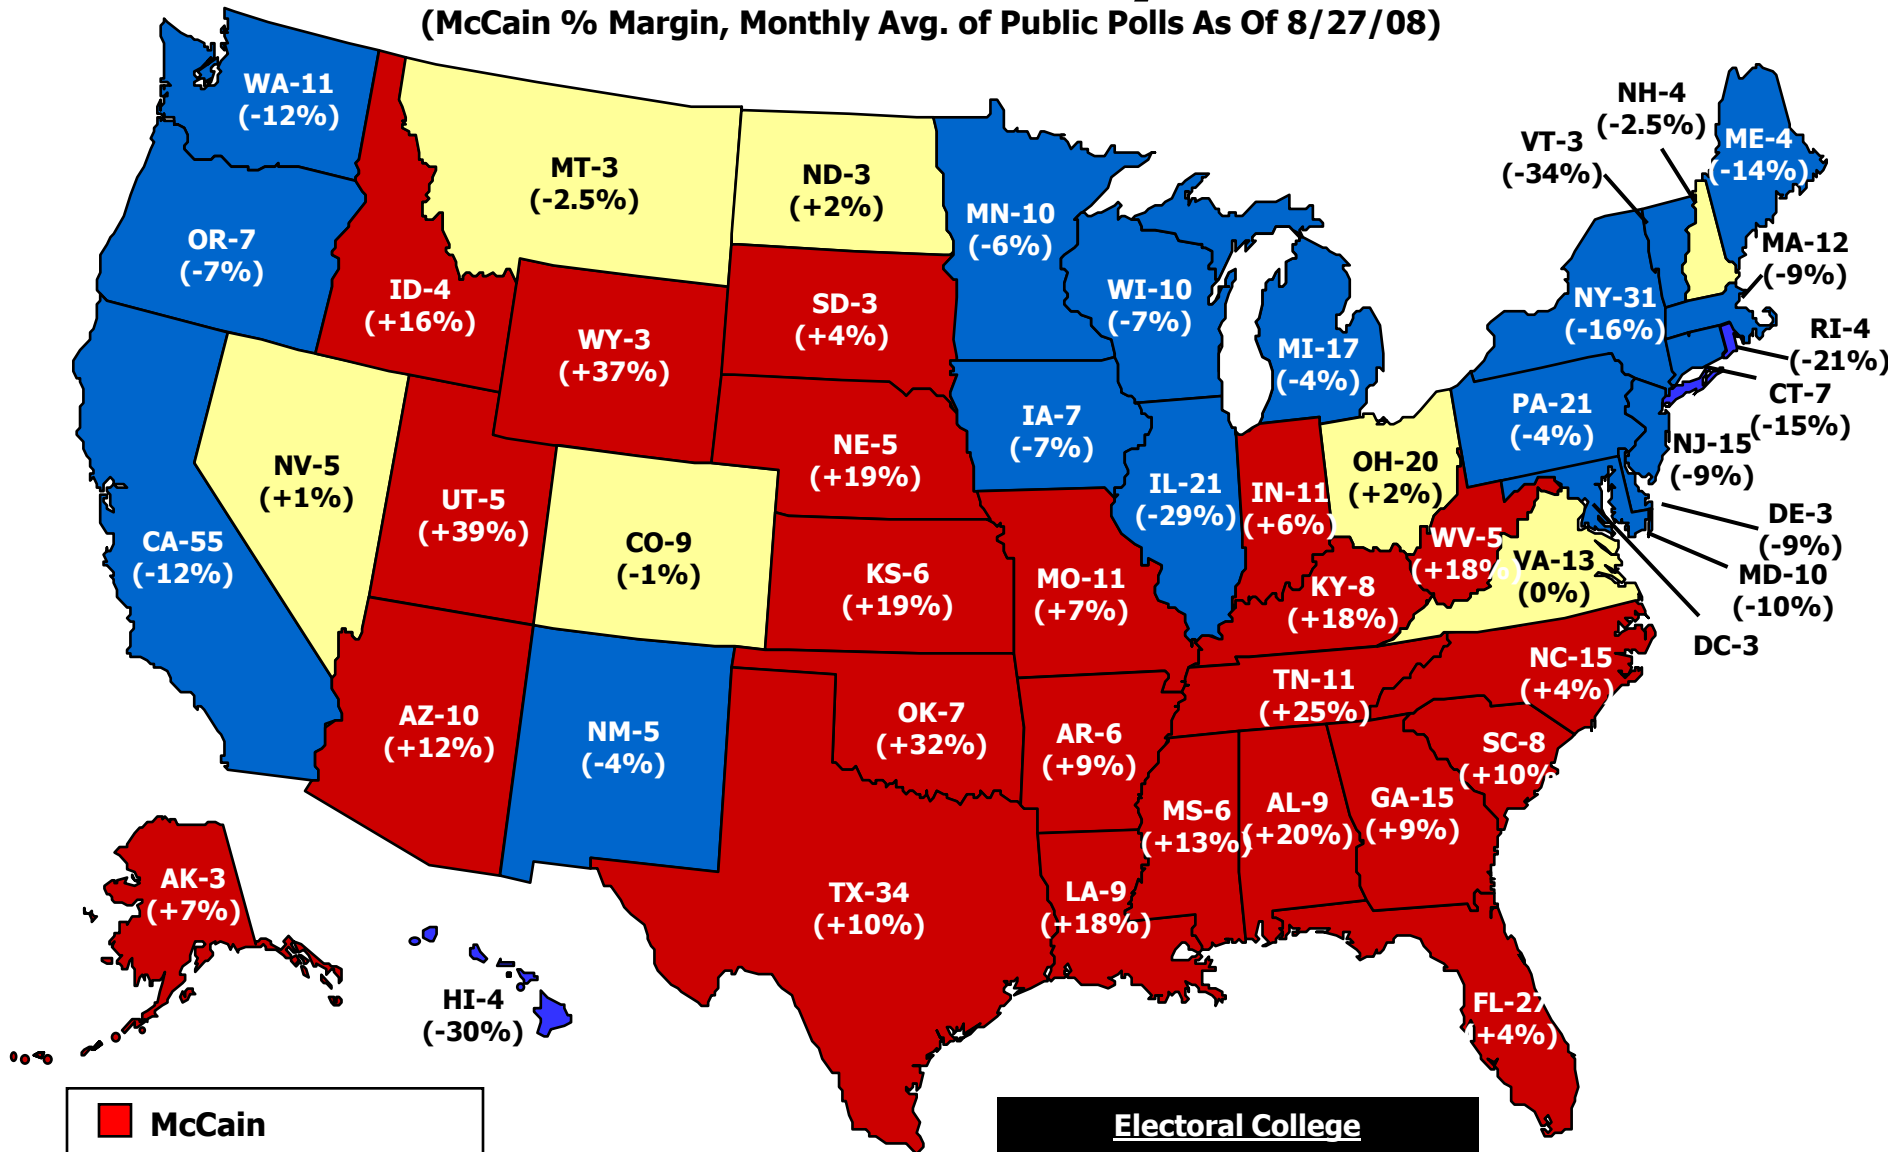 (McCain % Margin, Monthly Avg. of Public Polls As Of 8/27/08)
WA-11
(-12%)
MT-3
(-2.5%)
ND-3
(+2%)
MN-10
(-6%)
NH-4
(-2.5%)
VT-3
(-34%)
ME-4
(-14%)
OR-7
(-7%)
ID-4
(+16%)
WY-3
(+37%)
SD-3
(+4%)
WI-10
(-7%)
MI-17
(-4%)
NY-31
(-16%)
MA-12
(-9%)
RI-4
(-21%)
CT-7
(-15%)
NV-5
(+1%)
UT-5
(+39%)
NE-5
(+19%)
IA-7
(-7%)
IL-21
(-29%)
IN-11
(+6%)
OH-20
(+2%)
PA-21
(-4%)
NJ-15
(-9%)
DE-3
(-9%)
MD-10
(-10%)
DC-3
CA-55
(-12%)
CO-9
(-1%)
KS-6
(+19%)
MO-11
(+7%)
KY-8
(+18%)
WV-5
(+18%)
VA-13
(0%)
AZ-10
(+12%)
NM-5
(-4%)
OK-7
(+32%)
AR-6
(+9%)
TN-11
(+25%)
NC-15
(+4%)
SC-8
(+10%
MS-6
(+13%)
AL-9
(+20%)
GA-15
(+9%)
AK-3
(+7%)
HI-4
(-30%)
TX-34
(+10%)
LA-9
(+18%)
FL-27
(+4%)
McCain
Electoral College